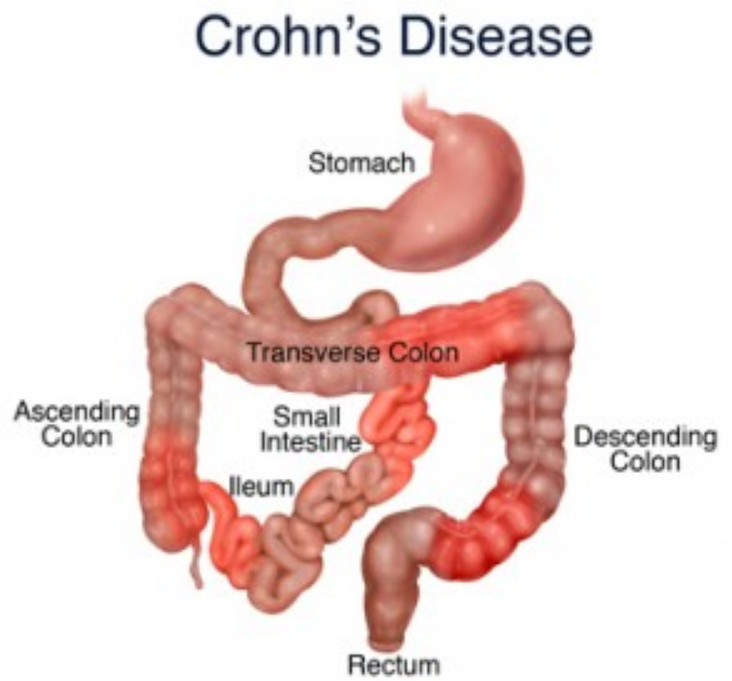 Crohn's Disease
Stomach
Transverse Colon
Ascending
Colon
Small
Intestine
Descending
Colon
Ileum
Rectum